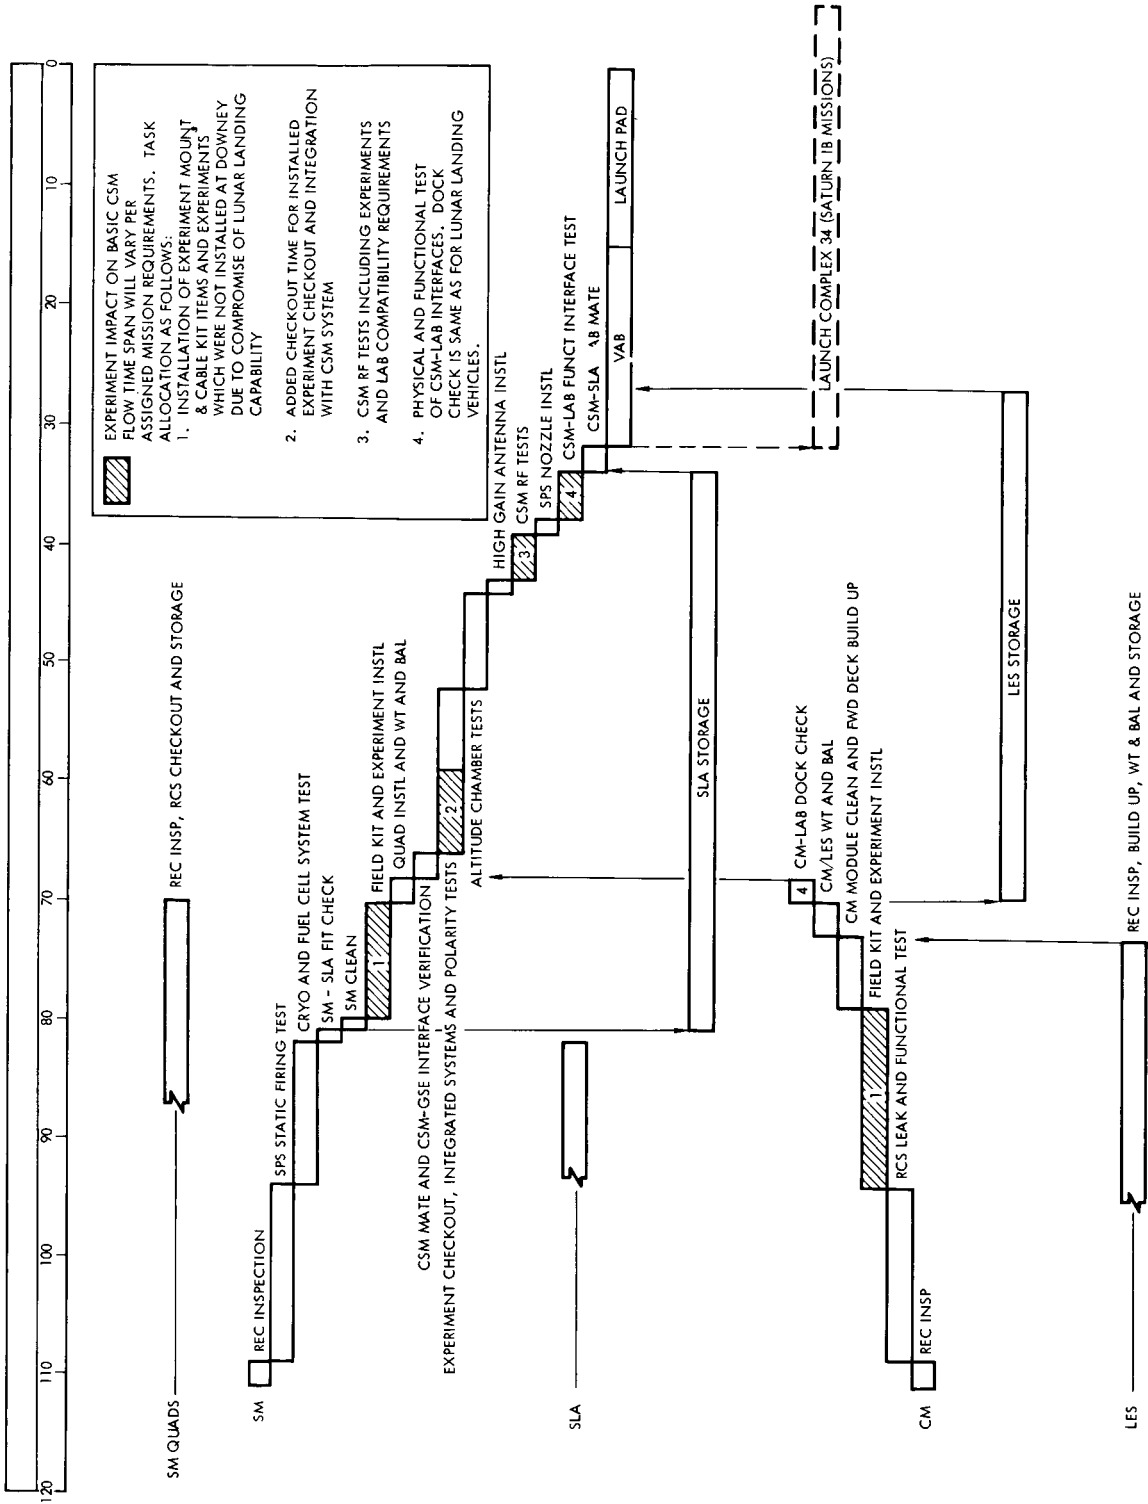 120 110 100 90 80 70 60 50 40 30 20 10 0
EXPERIMENT IMPACT ON BASIC CSM
FLOW TIME SPAN WILL VARY PER
ASSIGNED MISSION REQUIREMENTS. TASK
ALLOCATION AS FOLLOWS:
1. INSTALLATION OF EXPERIMENT MOUNT
& CABLE KIT ITEMS AND EXPERIMENTS
WHICH WERE NOT INSTALLED AT DOWNEY
DUE TO COMPROMISE OF LUNAR LANDING
CAPABILITY
2. ADDED CHECKOUT TIME FOR INSTALLED
EXPERIMENT CHECKOUT AND INTEGRATION
WITH CSM SYSTEM
3. CSM RF TESTS INCLUDING EXPERIMENTS
AND LAB COMPATIBILITY REQUIREMENTS
4. PHYSICAL AND FUNCTIONAL TEST
OF CSM-LAB INTERFACES. DOCK
CHECK IS SAME AS FOR LUNAR LANDING
VEHICLES.
SM QUADS
REC INSP, RCS CHECKOUT AND STORAGE
SM
REC INSPECTION
SPS STATIC FIRING TEST
CRYO AND FUEL CELL SYSTEM TEST
SM - SLA FIT CHECK
SM CLEAN
1
FIELD KIT AND EXPERIMENT INSTL
QUAD INSTL AND WT AND BAL
CSM MATE AND CSM-GSE INTERFACE VERIFICATION
EXPERIMENT CHECKOUT, INTEGRATED SYSTEMS AND POLARITY TESTS
2
ALTITUDE CHAMBER TESTS
HIGH GAIN ANTENNA INSTL
3
CSM RF TESTS
SPS NOZZLE INSTL
4
CSM-LAB FUNCT INTERFACE TEST
CSM-SLA AB MATE
VAB
LAUNCH PAD
SLA
SLA STORAGE
4
CM-LAB DOCK CHECK
CM/LES WT AND BAL
CM MODULE CLEAN AND FWD DECK BUILD UP
FIELD KIT AND EXPERIMENT INSTL
1
RCS LEAK AND FUNCTIONAL TEST
CM
REC INSP
LAUNCH COMPLEX 34 (SATURN IB MISSIONS)
LES STORAGE
LES
REC INSP, BUILD UP, WT & BAL AND STORAGE